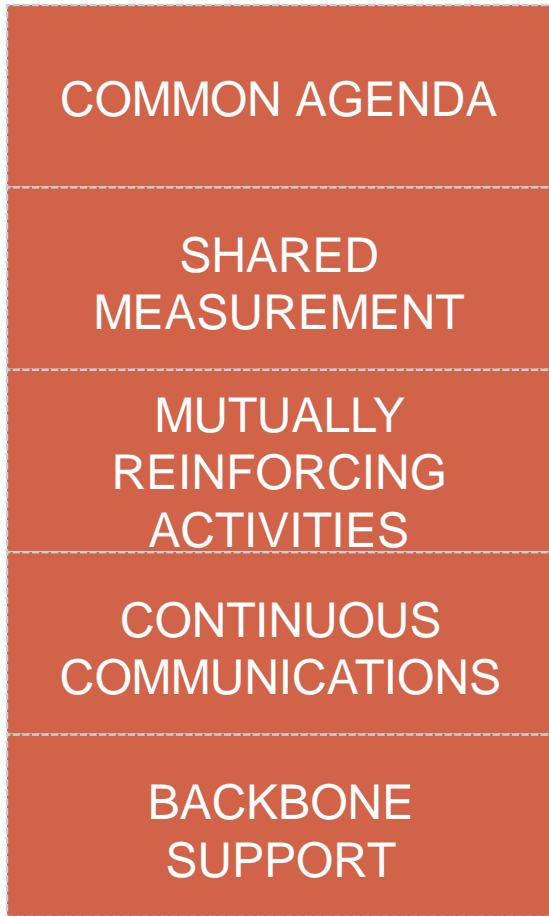 COMMON AGENDA
SHARED
MEASUREMENT
MUTUALLY
REINFORCING
ACTIVITIES
CONTINUOUS
COMMUNICATIONS
BACKBONE
SUPPORT